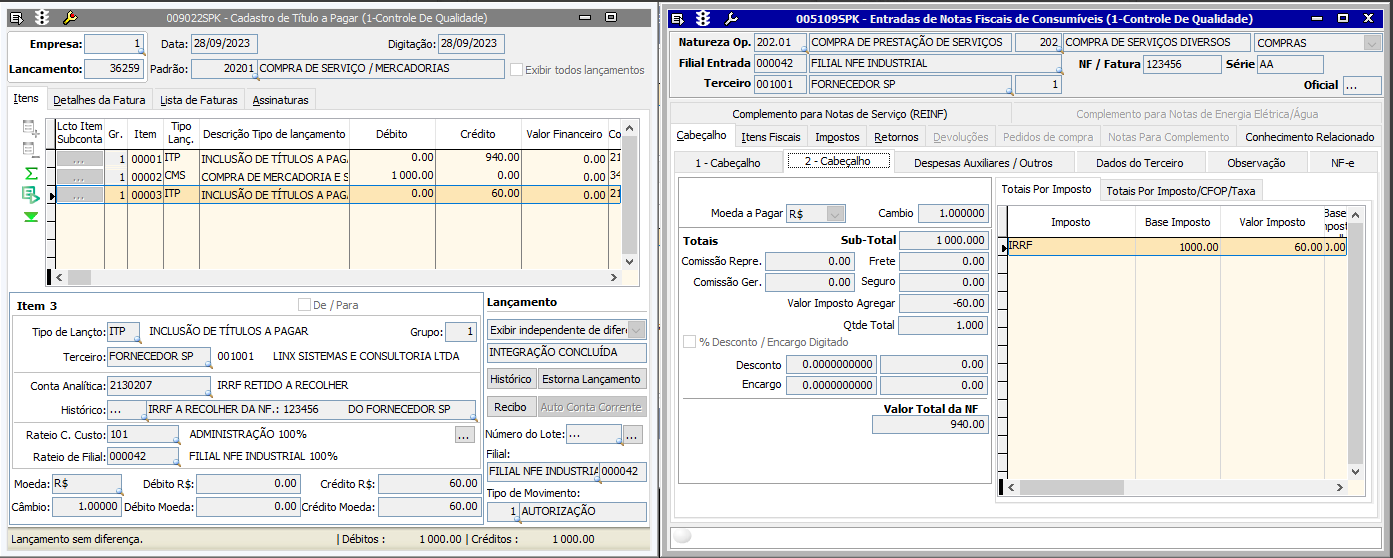 009022SPK - Cadastro de Título a Pagar (1-Controle De Qualidade)
Empresa: 1 Data: 28/09/2023 Digitação: 28/09/2023
Lancamento: 36259 Padrão: 20201 COMPRA DE SERVIÇO / MERCADORIAS Exibir todos lançamentos
Itens Detalhes da Fatura Lista de Faturas Assinaturas
Lcto Item Subconta Gr. Item Tipo Lanç. Descrição Tipo de lançamento Débito Crédito Valor Financeiro Co
... 1 00001 ITP INCLUSÃO DE TÍTULOS A PAGA 0.00 940.00 0.00 21
... 1 00002 CMS COMPRA DE MERCADORIA E S 1 000.00 0.00 0.00 34
... 1 00003 ITP INCLUSÃO DE TÍTULOS A PAG 0.00 60.00 0.00 21
Item 3 De / Para
Tipo de Lançto: ITP INCLUSÃO DE TÍTULOS A PAGAR Grupo: 1
Terceiro: FORNECEDOR SP 001001 LINX SISTEMAS E CONSULTORIA LTDA
Conta Analítica: 2130207 IRRF RETIDO A RECOLHER
Histórico: ... IRRF A RECOLHER DA NF.: 123456 DO FORNECEDOR SP
Rateio C. Custo: 101 ADMINISTRAÇÃO 100% ...
Rateio de Filial: 000042 FILIAL NFE INDUSTRIAL 100%
Moeda: R$ Débito R$: 0.00 Crédito R$: 60.00
Câmbio: 1.00000 Débito Moeda: 0.00 Crédito Moeda: 60.00
Lançamento
Exibir independente de difere
INTEGRAÇÃO CONCLUÍDA
Histórico Estorna Lançamento
Recibo Auto Conta Corrente
Número do Lote: ... ...
Filial:
FILIAL NFE INDUSTRIA 000042
Tipo de Movimento:
1 AUTORIZAÇÃO
Lançamento sem diferença. | Débitos : 1 000.00 | Créditos : 1 000.00
005109SPK - Entradas de Notas Fiscais de Consumíveis (1-Controle De Qualidade)
Natureza Op. 202.01 COMPRA DE PRESTAÇÃO DE SERVIÇOS 202 COMPRA DE SERVIÇOS DIVERSOS COMPRAS
Filial Entrada 000042 FILIAL NFE INDUSTRIAL NF / Fatura 123456 Série AA
Terceiro 001001 FORNECEDOR SP 1 Oficial ...
Complemento para Notas de Serviço (REINF) Complemento para Notas de Energia Elétrica/Água
Cabeçalho Itens Fiscais Impostos Retornos Devoluções Pedidos de compra Notas Para Complemento Conhecimento Relacionado
1 - Cabeçalho 2 - Cabeçalho Despesas Auxiliares / Outros Dados do Terceiro Observação NF-e
Moeda a Pagar R$ Cambio 1.000000
Totais Sub-Total 1 000.000
Comissão Repre. 0.00 Frete 0.00
Comissão Ger. 0.00 Seguro 0.00
Valor Imposto Agregar -60.00
Qtde Total 1.000
% Desconto / Encargo Digitado
Desconto 0.0000000000 0.00
Encargo 0.0000000000 0.00
Valor Total da NF
940.00
Totais Por Imposto Totais Por Imposto/CFOP/Taxa
Imposto Base Imposto Valor Imposto
IRRF 1000.00 60.00 0.00